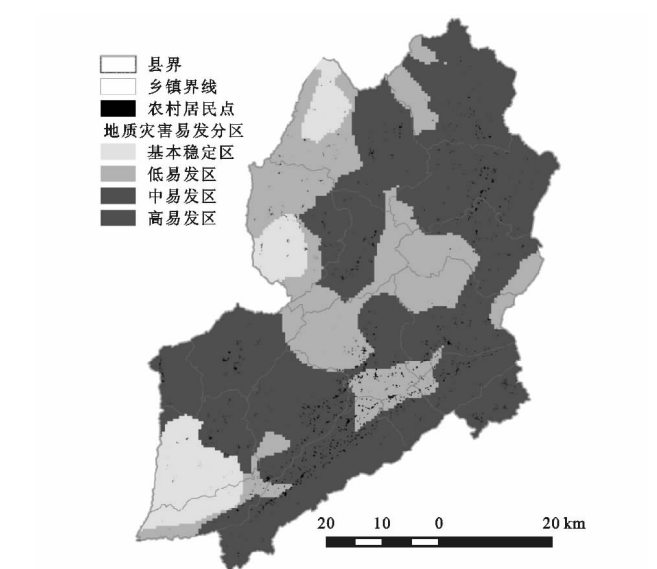 县界
乡镇界线
农村居民点
地质灾害易发分区
基本稳定区
低易发区
中易发区
高易发区
20 10 0 20 km